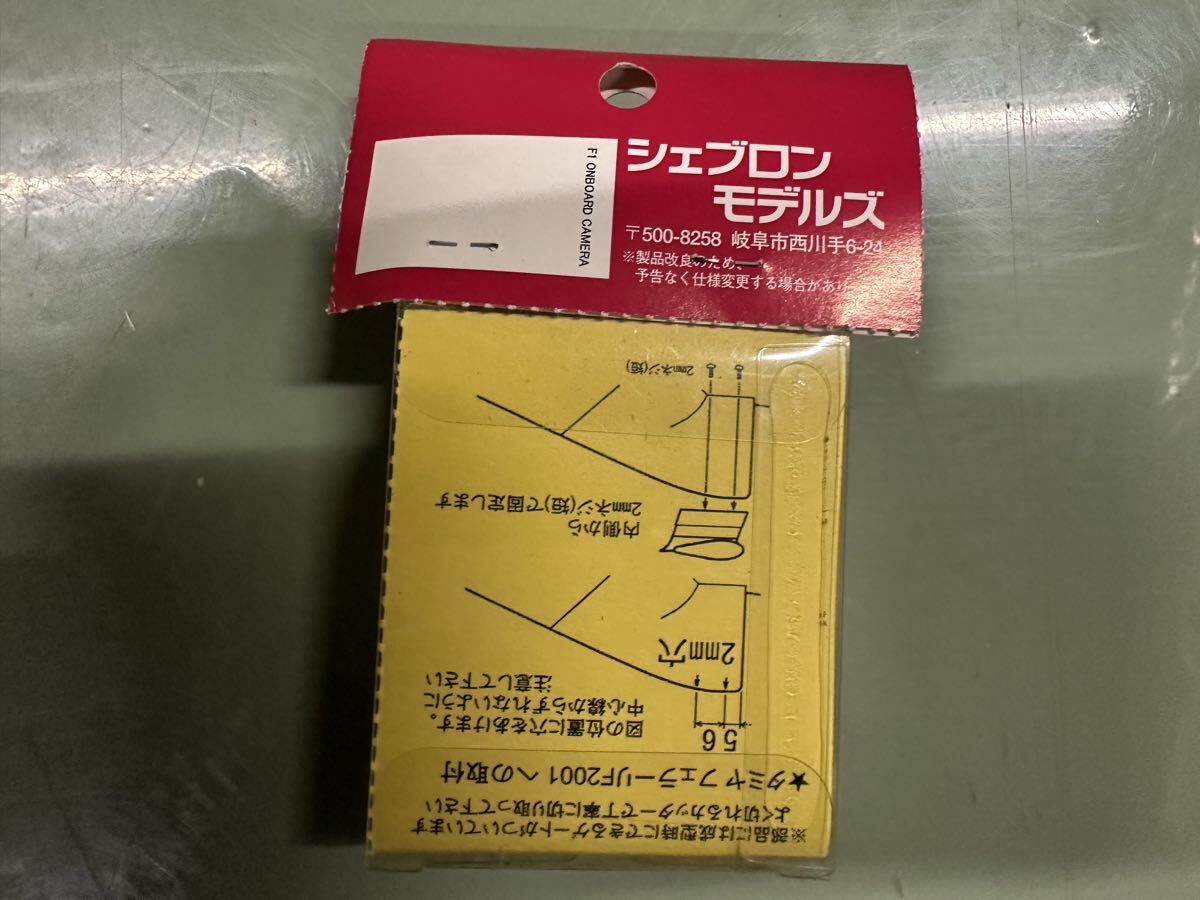 シェブロン
モデルズ
〒500-8258 岐阜市西川手6-24
※製品改良のため、
予告なく仕様変更する場合があり
F1 ONBOARD CAMERA
※部品には成型時にできるゲートがついています
よく切れるカッターで丁寧に切り取って下さい
★タミヤフェラーリF2001への取付
図の位置に穴をあけます。
中心線からずれないように
注意して下さい
5 6
2mm穴
内側から
2mmネジ(短)で固定します
2mmネジ(短)